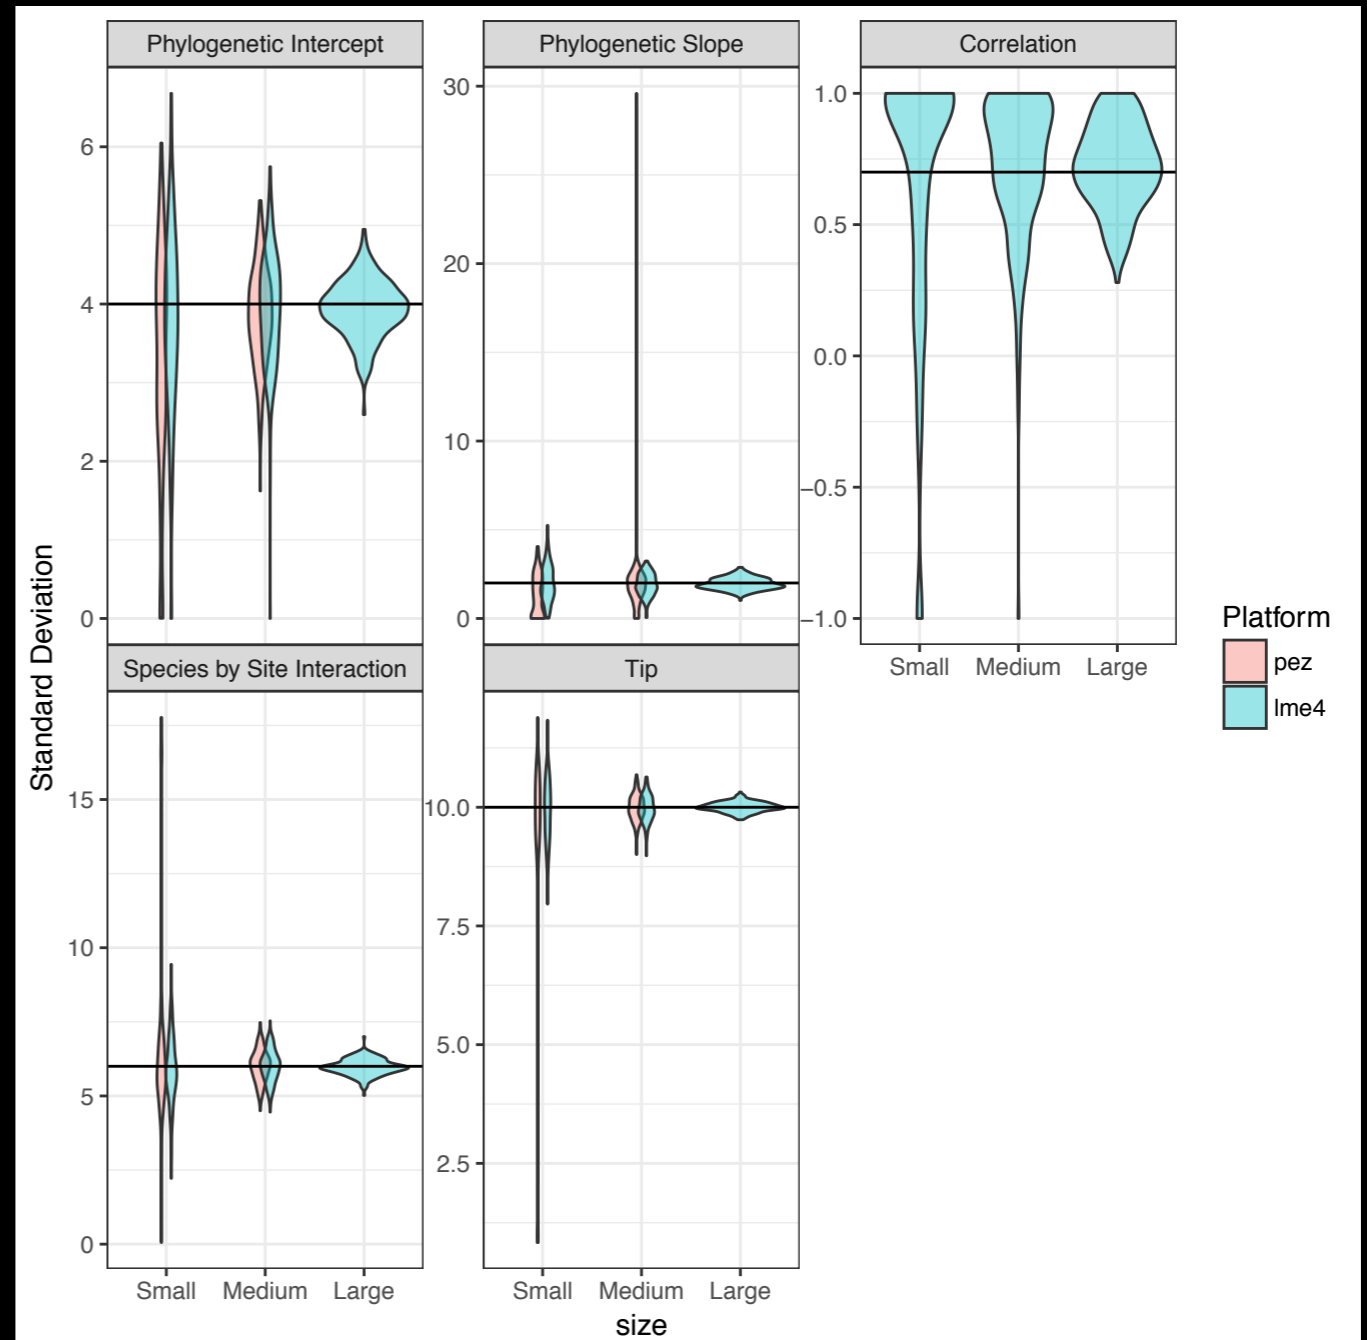 Phylogenetic Intercept
Phylogenetic Slope
Correlation
6
4
2
0
30
20
10
0
1.0
0.5
0.0
−0.5
−1.0
Small
Medium
Large
Standard Deviation
Species by Site Interaction
Tip
15
10
5
0
10.0
7.5
5.0
2.5
Small
Medium
Large
Small
Medium
Large
size
Platform
pez
lme4